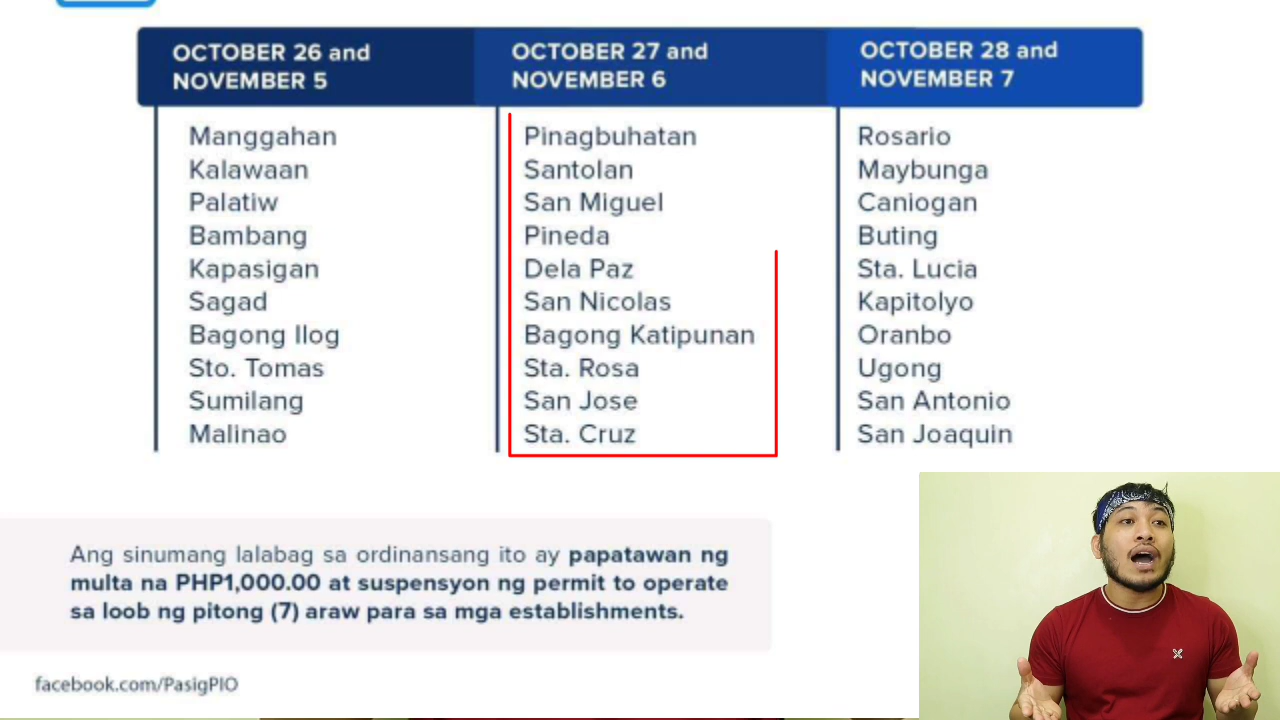 OCTOBER 26 and
NOVEMBER 5
Manggahan
Kalawaan
Palatiw
Bambang
Kapasigan
Sagad
Bagong Ilog
Sto. Tomas
Sumilang
Malinao
OCTOBER 27 and
NOVEMBER 6
Pinagbuhatan
Santolan
San Miguel
Pineda
Dela Paz
San Nicolas
Bagong Katipunan
Sta. Rosa
San Jose
Sta. Cruz
OCTOBER 28 and
NOVEMBER 7
Rosario
Maybunga
Caniogan
Buting
Sta. Lucia
Kapitolyo
Oranbo
Ugong
San Antonio
San Joaquin
Ang sinumang lalabag sa ordinansang ito ay papatawan ng
multa na PHP1,000.00 at suspensyon ng permit to operate
sa loob ng pitong (7) araw para sa mga establishments.
facebook.com/PasigPIO